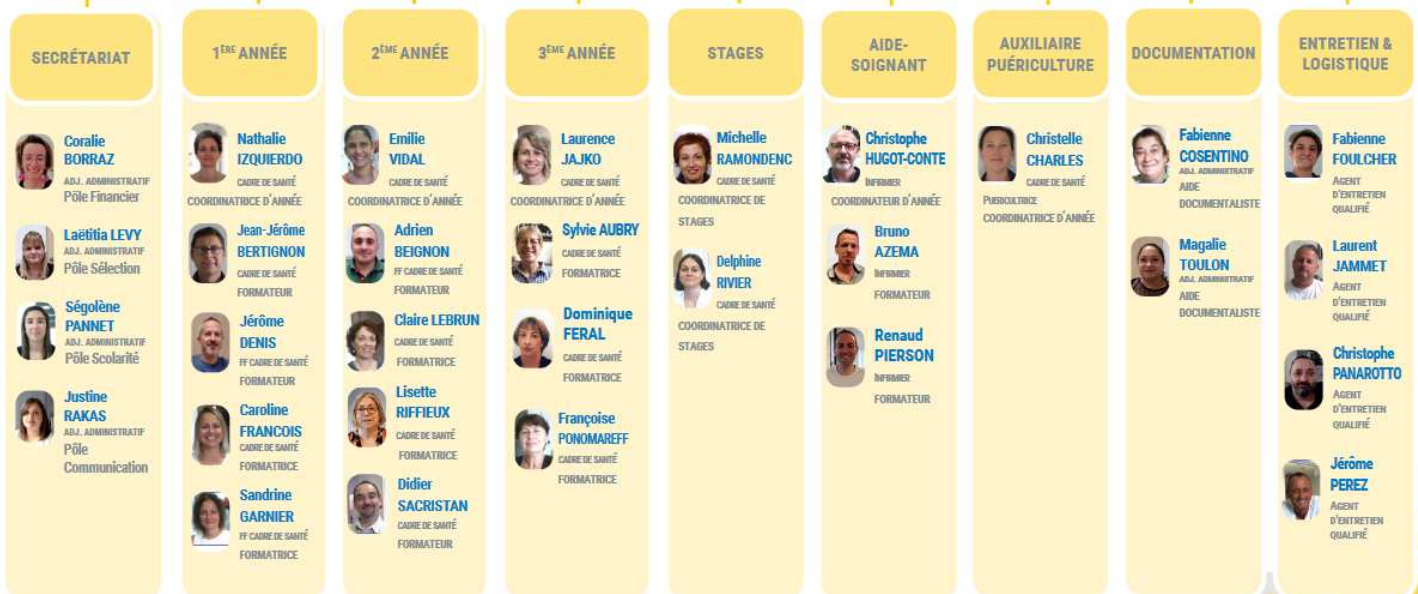 SECRÉTARIAT
Coralie
BORRAZ
ADJ. ADMINISTRATIF
Pôle Financier
Laëtitia LEVY
ADJ. ADMINISTRATIF
Pôle Sélection
Ségolène
PANNET
ADJ. ADMINISTRATIF
Pôle Scolarité
Justine
RAKAS
ADJ. ADMINISTRATIF
Pôle
Communication
1ÈRE ANNÉE
Nathalie
IZQUIERDO
CADRE DE SANTÉ
COORDINATRICE D'ANNÉE
Jean-Jérôme
BERTIGNON
CADRE DE SANTÉ
FORMATEUR
Jérôme
DENIS
FF CADRE DE SANTÉ
FORMATEUR
Caroline
FRANCOIS
CADRE DE SANTÉ
FORMATRICE
Sandrine
GARNIER
FF CADRE DE SANTÉ
FORMATRICE
2ÈME ANNÉE
Emilie
VIDAL
CADRE DE SANTÉ
COORDINATRICE D'ANNÉE
Adrien
BEIGNON
FF CADRE DE SANTÉ
FORMATEUR
Claire LEBRUN
CADRE DE SANTÉ
FORMATRICE
Lisette
RIFFIEUX
CADRE DE SANTÉ
FORMATRICE
Didier
SACRISTAN
CADRE DE SANTÉ
FORMATEUR
3ÈME ANNÉE
Laurence
JAJKO
CADRE DE SANTÉ
COORDINATRICE D'ANNÉE
Sylvie AUBRY
CADRE DE SANTÉ
FORMATRICE
Dominique
FERAL
CADRE DE SANTÉ
FORMATRICE
Françoise
PONOMAREFF
CADRE DE SANTÉ
FORMATRICE
STAGES
Michelle
RAMONDENC
CADRE DE SANTÉ
COORDINATRICE DE
STAGES
Delphine
RIVIER
CADRE DE SANTÉ
COORDINATRICE DE
STAGES
AIDE-
SOIGNANT
Christophe
HUGOT-CONTE
INFIRMIER
COORDINATEUR D'ANNÉE
Bruno
AZEMA
INFIRMIER
FORMATEUR
Renaud
PIERSON
INFIRMIER
FORMATEUR
AUXILIAIRE
PUÉRICULTURE
Christelle
CHARLES
CADRE DE SANTÉ
PUERICULTRICE
COORDINATRICE D'ANNÉE
DOCUMENTATION
Fabienne
COSENTINO
ADJ. ADMINISTRATIF
AIDE
DOCUMENTALISTE
Magalie
TOULON
ADJ. ADMINISTRATIF
AIDE
DOCUMENTALISTE
ENTRETIEN &
LOGISTIQUE
Fabienne
FOULCHER
AGENT
D'ENTRETIEN
QUALIFIÉ
Laurent
JAMMET
AGENT
D'ENTRETIEN
QUALIFIÉ
Christophe
PANAROTTO
AGENT
D'ENTRETIEN
QUALIFIÉ
Jérôme
PEREZ
AGENT
D'ENTRETIEN
QUALIFIÉ